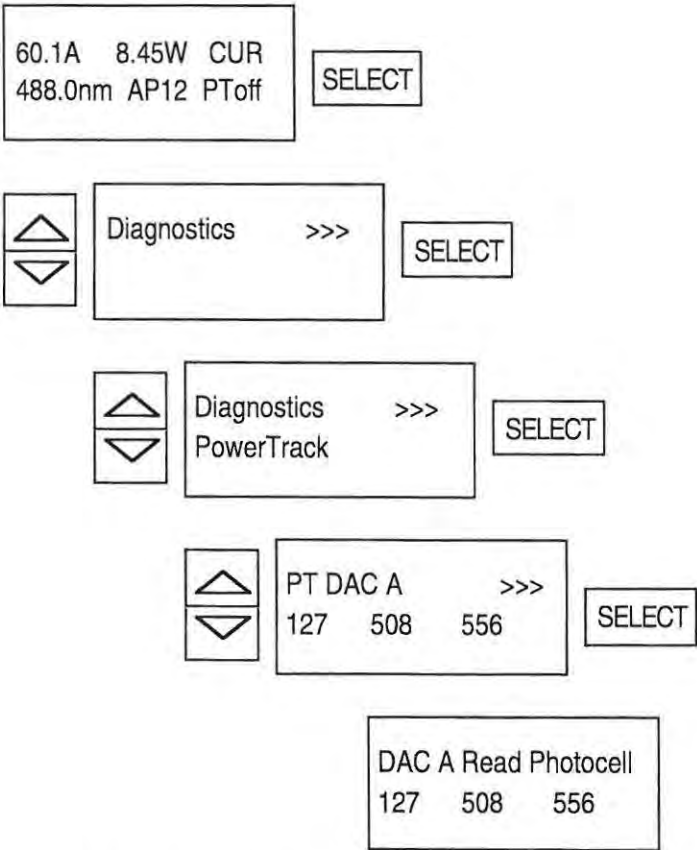 60.1A 8.45W CUR
488.0nm AP12 PToff
SELECT
Diagnostics >>>
SELECT
Diagnostics >>>
PowerTrack
SELECT
PT DAC A >>>
127 508 556
SELECT
DAC A Read Photocell
127 508 556